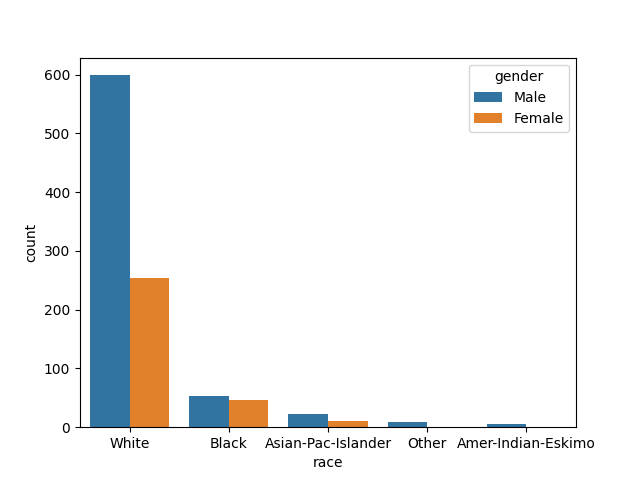 gender
Male
Female
600
500
400
300
200
100
0
count
White Black Asian-Pac-Islander Other Amer-Indian-Eskimo
race